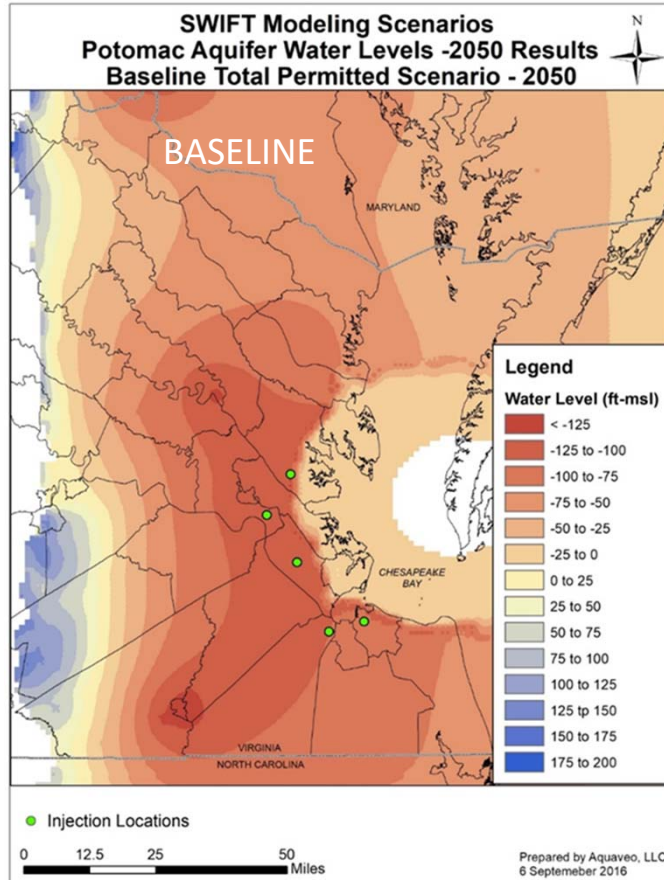 SWIFT Modeling Scenarios
Potomac Aquifer Water Levels -2050 Results
Baseline Total Permitted Scenario - 2050
N
BASELINE
MARYLAND
Legend
Water Level (ft-msl)
< -125
-125 to -100
-100 to -75
-75 to -50
-50 to -25
-25 to 0
0 to 25
25 to 50
50 to 75
75 to 100
100 to 125
125 tp 150
150 to 175
175 to 200
CHESAPEAKE
BAY
VIRGINIA
NORTH CAROLINA
Injection Locations
0 12.5 25 50
Miles
Prepared by Aquaveo, LLC
6 Septemeber 2016